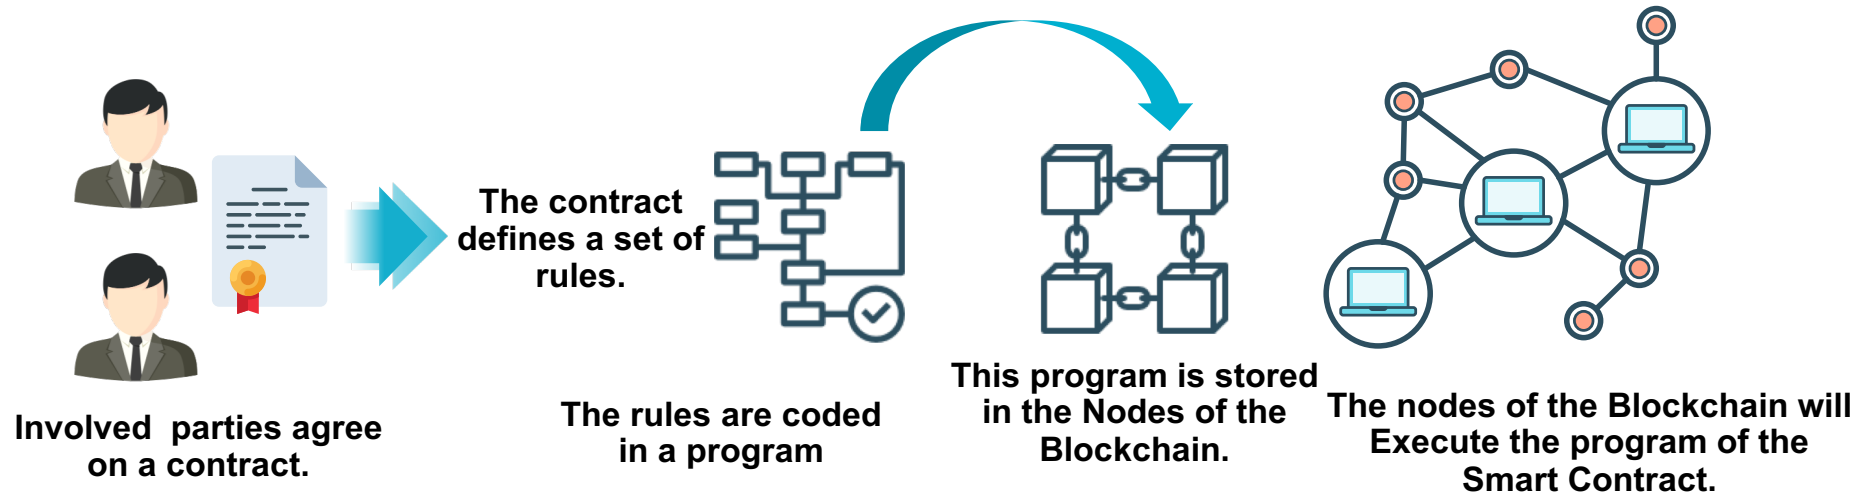 Involved  parties agree
on a contract.
The contract
defines a set of
rules.
The rules are coded
in a program
This program is stored
in the Nodes of the
Blockchain.
The nodes of the Blockchain will
Execute the program of the
Smart Contract.